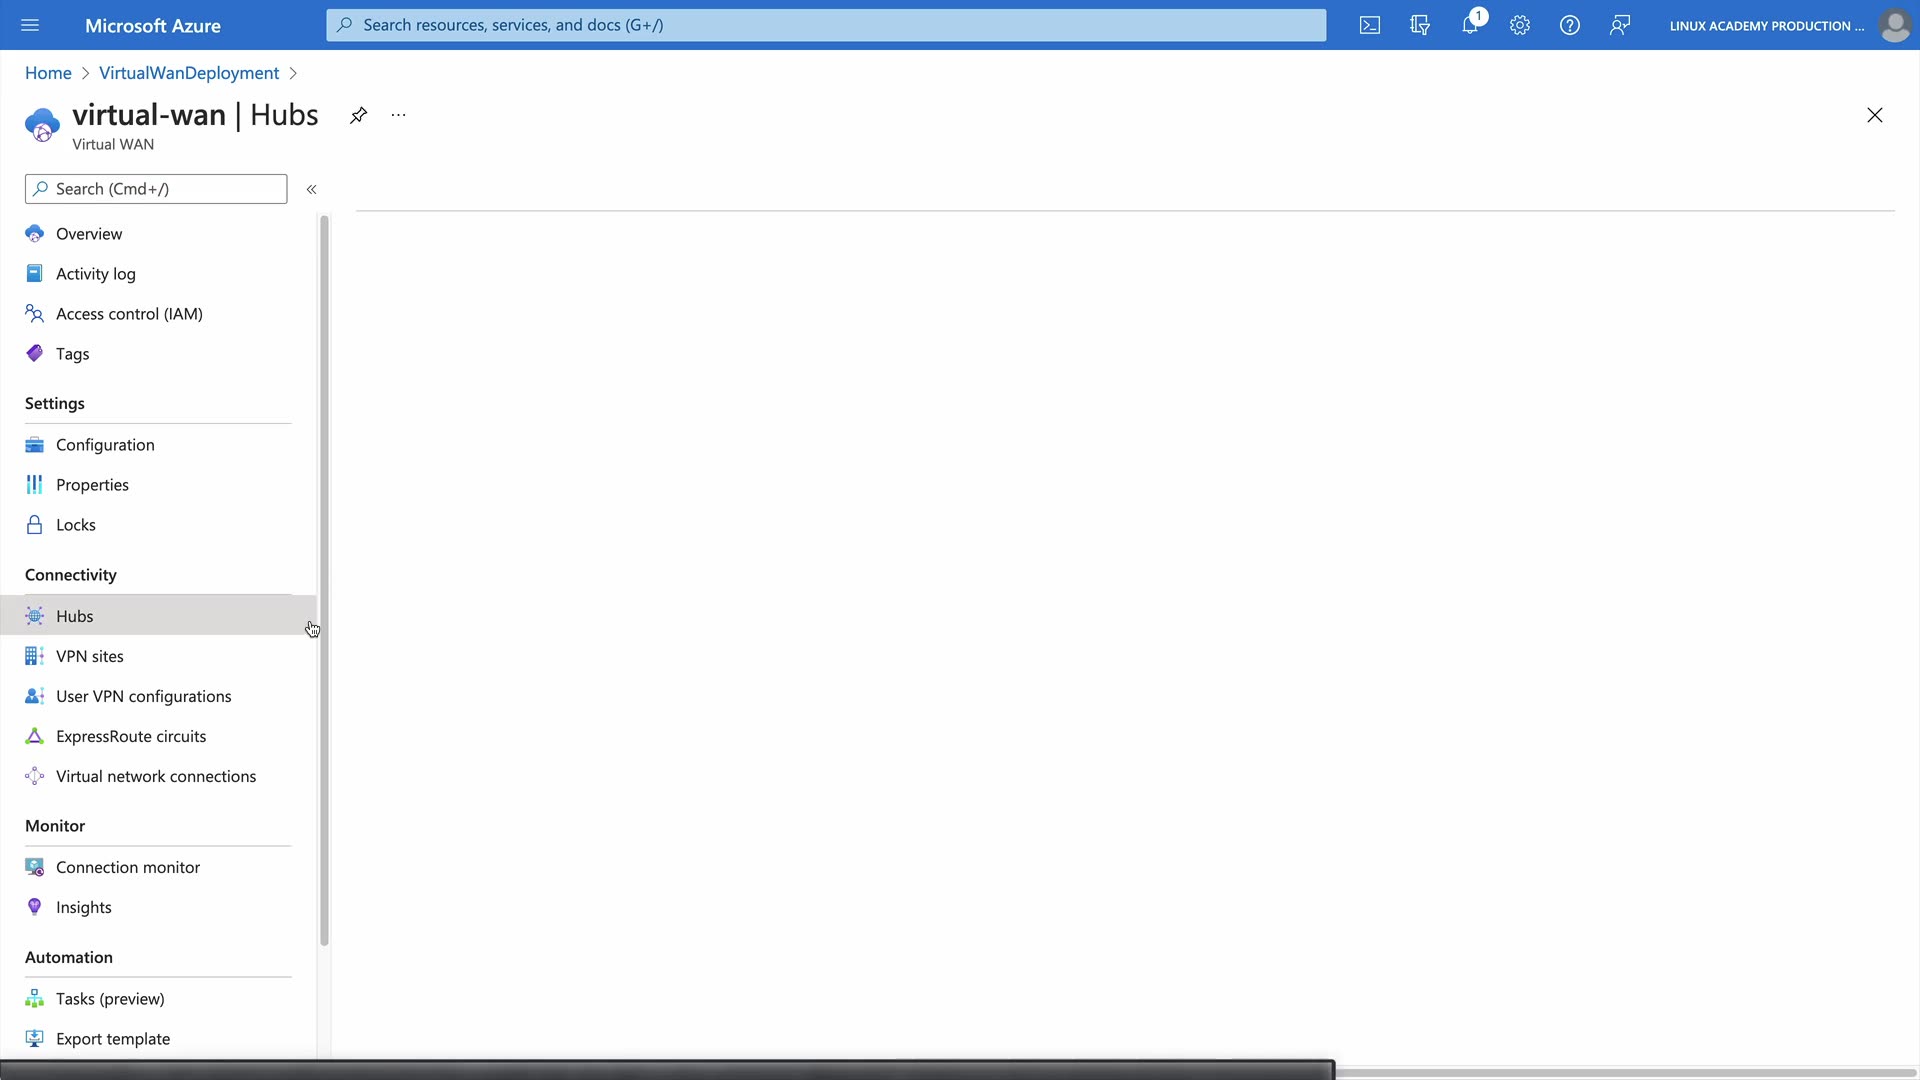 Microsoft Azure
Search resources, services, and docs (G+/)
1
LINUX ACADEMY PRODUCTION ...
Home > VirtualWanDeployment >
virtual-wan | Hubs
...
Virtual WAN
Search (Cmd+/)
«
Overview
Activity log
Access control (IAM)
Tags
Settings
Configuration
Properties
Locks
Connectivity
Hubs
VPN sites
User VPN configurations
ExpressRoute circuits
Virtual network connections
Monitor
Connection monitor
Insights
Automation
Tasks (preview)
Export template